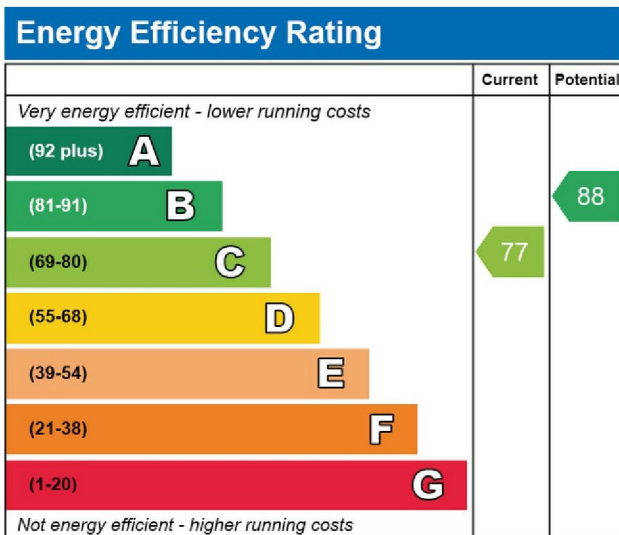 Energy Efficiency Rating
Current Potential
Very energy efficient - lower running costs
(92 plus) A
(81-91) B 88
(69-80) C 77
(55-68) D
(39-54) E
(21-38) F
(1-20) G
Not energy efficient - higher running costs